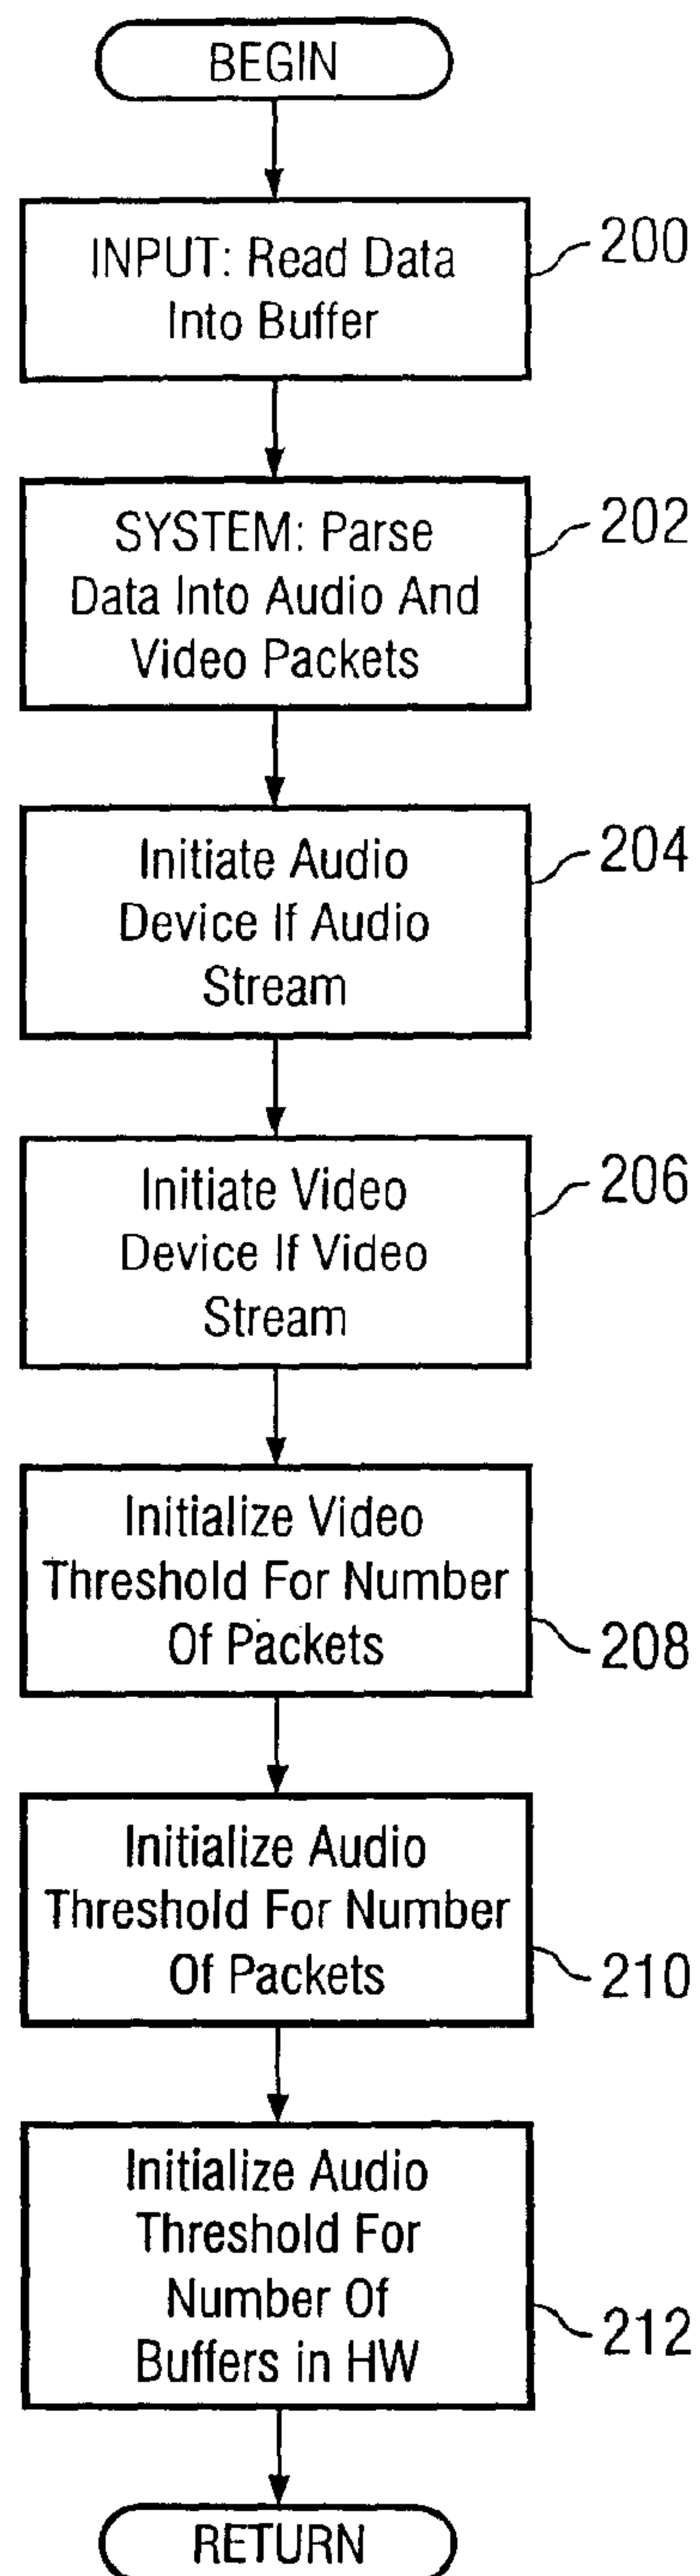 BEGIN
INPUT: Read Data
Into Buffer
200
SYSTEM: Parse
Data Into Audio And
Video Packets
202
Initiate Audio
Device If Audio
Stream
204
Initiate Video
Device If Video
Stream
206
Initialize Video
Threshold For Number
Of Packets
208
Initialize Audio
Threshold For Number
Of Packets
210
Initialize Audio
Threshold For
Number Of
Buffers in HW
212
RETURN